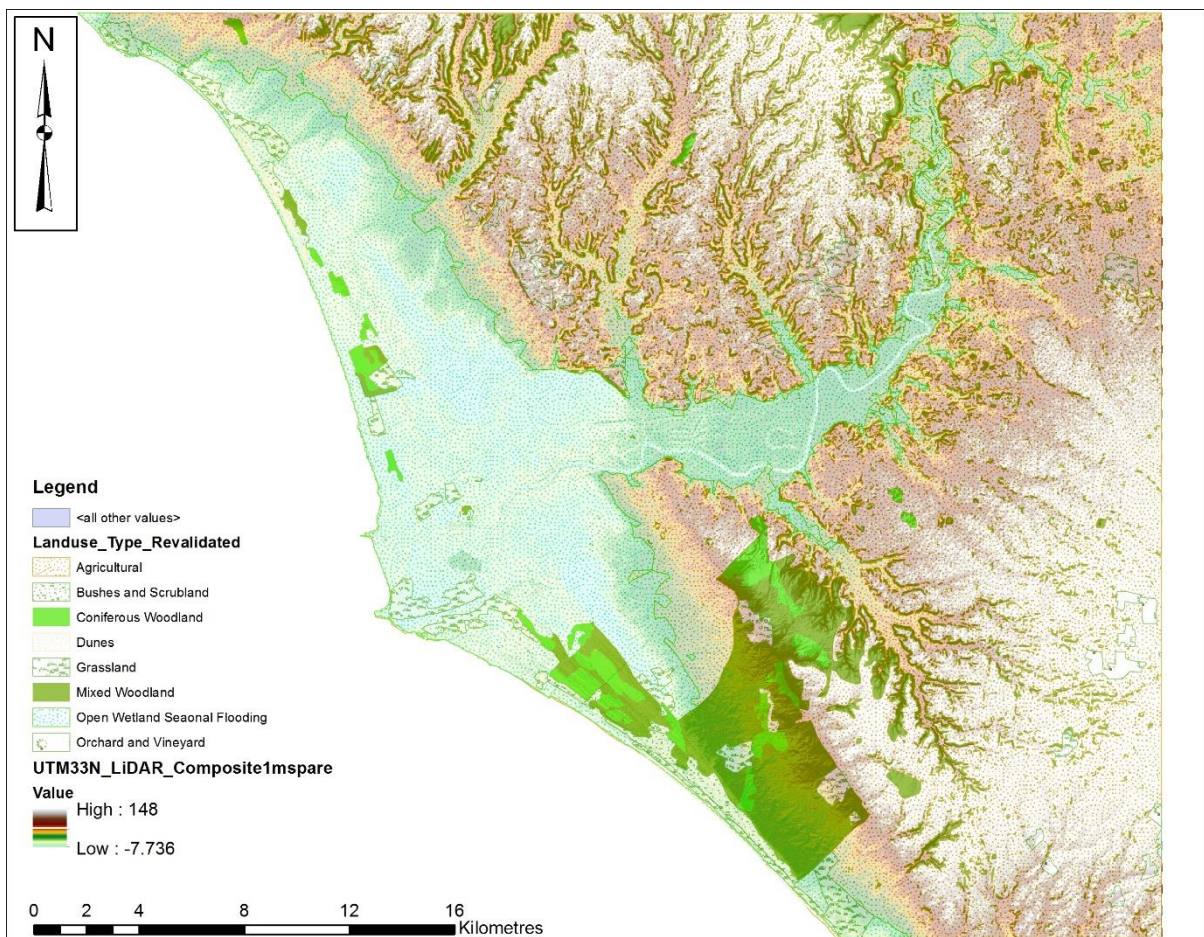 N
Legend
<all other values>
Landuse_Type_Revalidated
Agricultural
Bushes and Scrubland
Coniferous Woodland
Dunes
Grassland
Mixed Woodland
Open Wetland Seaonal Flooding
Orchard and Vineyard
UTM33N_LiDAR_Composite1mspare
Value
High : 148
Low : -7.736
0 2 4 8 12 16
Kilometres